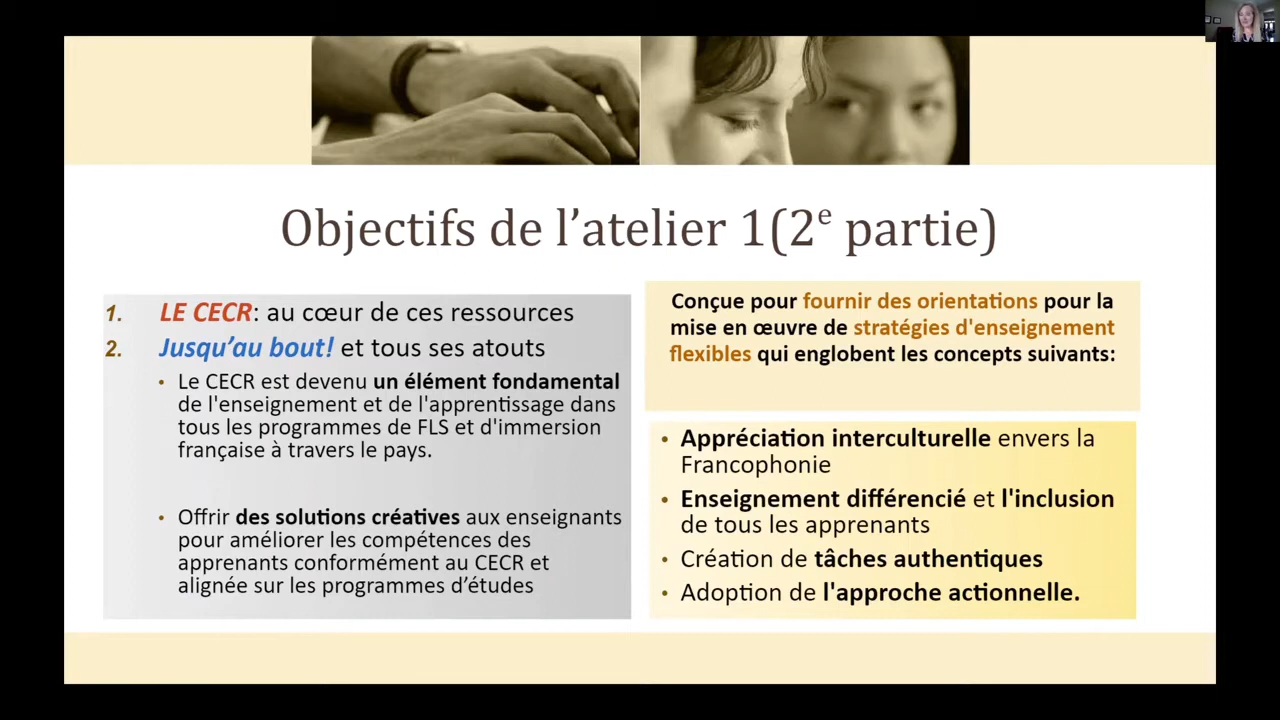 Objectifs de l’atelier 1(2e partie)
1. LE CECR: au cœur de ces ressources
2. Jusqu’au bout! et tous ses atouts
• Le CECR est devenu un élément fondamental
de l'enseignement et de l'apprentissage dans
tous les programmes de FLS et d'immersion
française à travers le pays.
• Offrir des solutions créatives aux enseignants
pour améliorer les compétences des
apprenants conformément au CECR et
alignée sur les programmes d’études
Conçue pour fournir des orientations pour la
mise en œuvre de stratégies d'enseignement
flexibles qui englobent les concepts suivants:
• Appréciation interculturelle envers la
Francophonie
• Enseignement différencié et l'inclusion
de tous les apprenants
• Création de tâches authentiques
• Adoption de l'approche actionnelle.